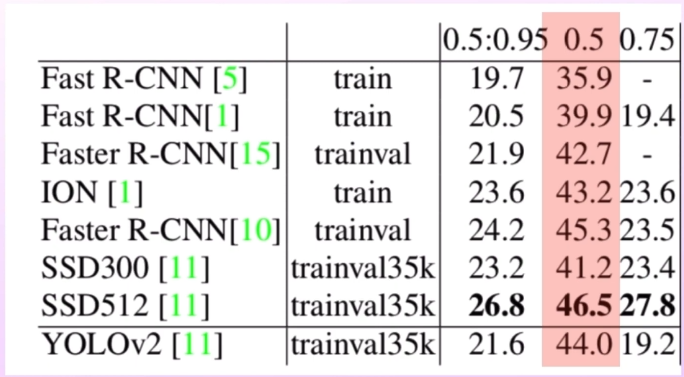 0.5:0.95 0.5 0.75
Fast R-CNN [5] train 19.7 35.9 -
Fast R-CNN[1] train 20.5 39.9 19.4
Faster R-CNN[15] trainval 21.9 42.7 -
ION [1] train 23.6 43.2 23.6
Faster R-CNN[10] trainval 24.2 45.3 23.5
SSD300 [11] trainval35k 23.2 41.2 23.4
SSD512 [11] trainval35k 26.8 46.5 27.8
YOLOv2 [11] trainval35k 21.6 44.0 19.2